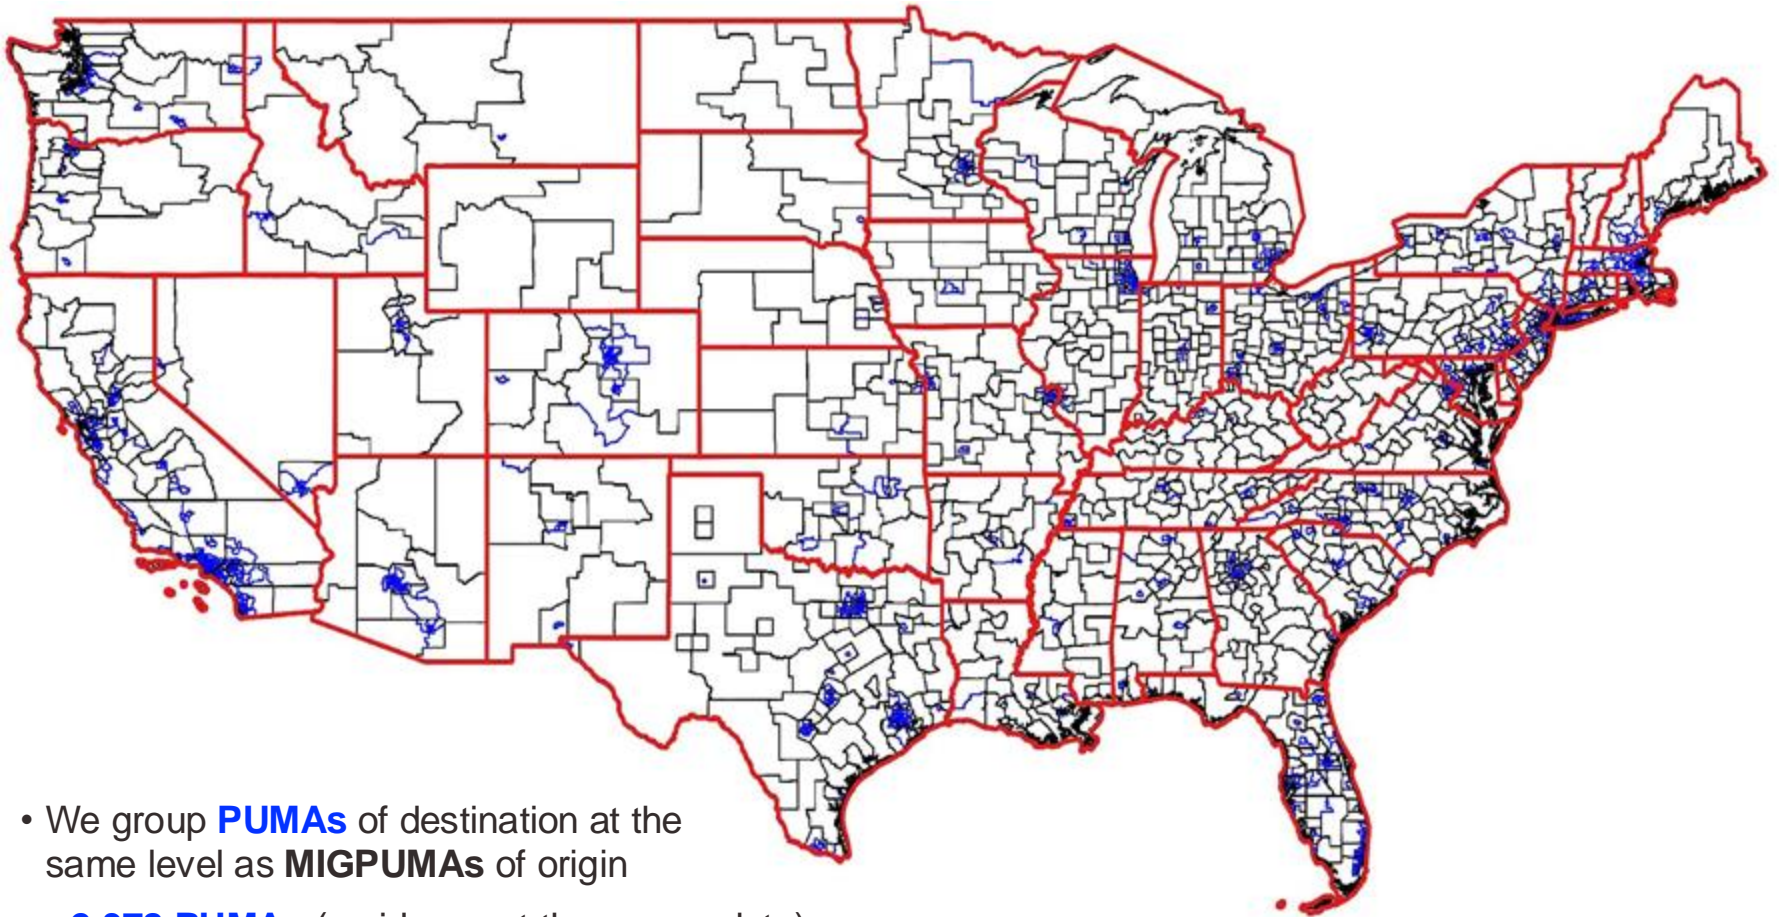 • We group PUMAs of destination at the
same level as MIGPUMAs of origin